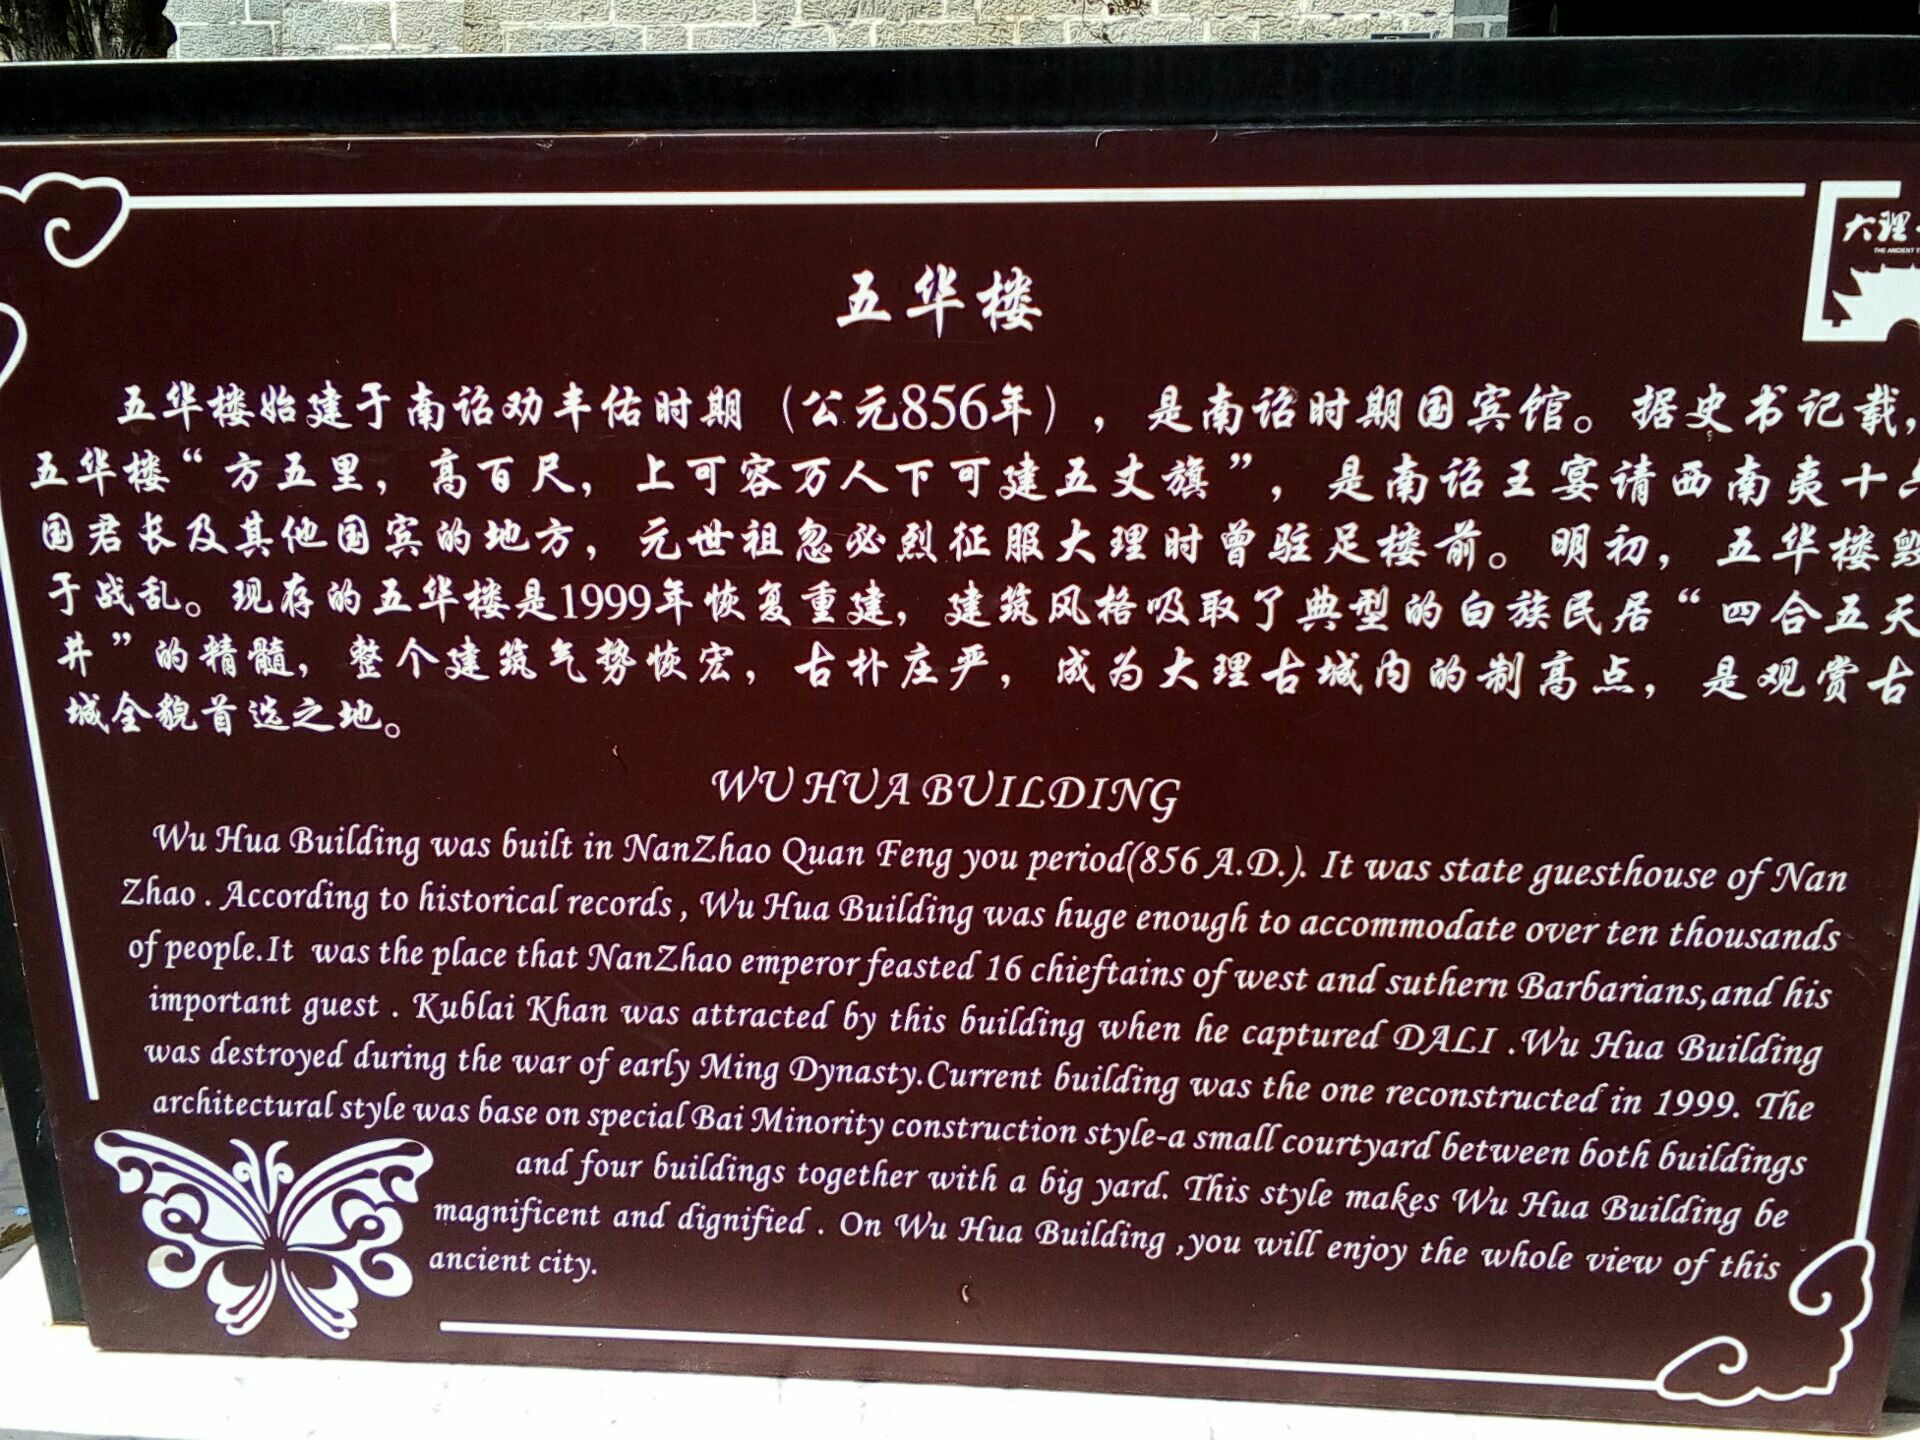 大理
THE ANCIENT
五华楼
五华楼始建于南诏劝丰佑时期（公元856年），是南诏时期国宾馆。据史书记载，
五华楼“方五里，高百尺，上可容万人下可建五丈旗”，是南诏王宴请西南夷十
国君长及其他国宾的地方，元世祖忽必烈征服大理时曾驻足楼前。明初，五华楼毁
于战乱。现存的五华楼是1999年恢复重建，建筑风格吸取了典型的白族民居“四合五天
井”的精髓，整个建筑气势恢宏，古朴庄严，成为大理古城内的制高点，是观赏古
城全貌首选之地。
WU HUA BUILDING
Wu Hua Building was built in NanZhao Quan Feng you period(856 A.D.). It was state guesthouse of Nan
Zhao . According to historical records , Wu Hua Building was huge enough to accommodate over ten thousands
of people.It was the place that NanZhao emperor feasted 16 chieftains of west and suthern Barbarians,and his
important guest . Kublai Khan was attracted by this building when he captured DALI .Wu Hua Building
was destroyed during the war of early Ming Dynasty.Current building was the one reconstructed in 1999. The
architectural style was base on special Bai Minority construction style-a small courtyard between both buildings
and four buildings together with a big yard. This style makes Wu Hua Building be
magnificent and dignified . On Wu Hua Building ,you will enjoy the whole view of this
ancient city.